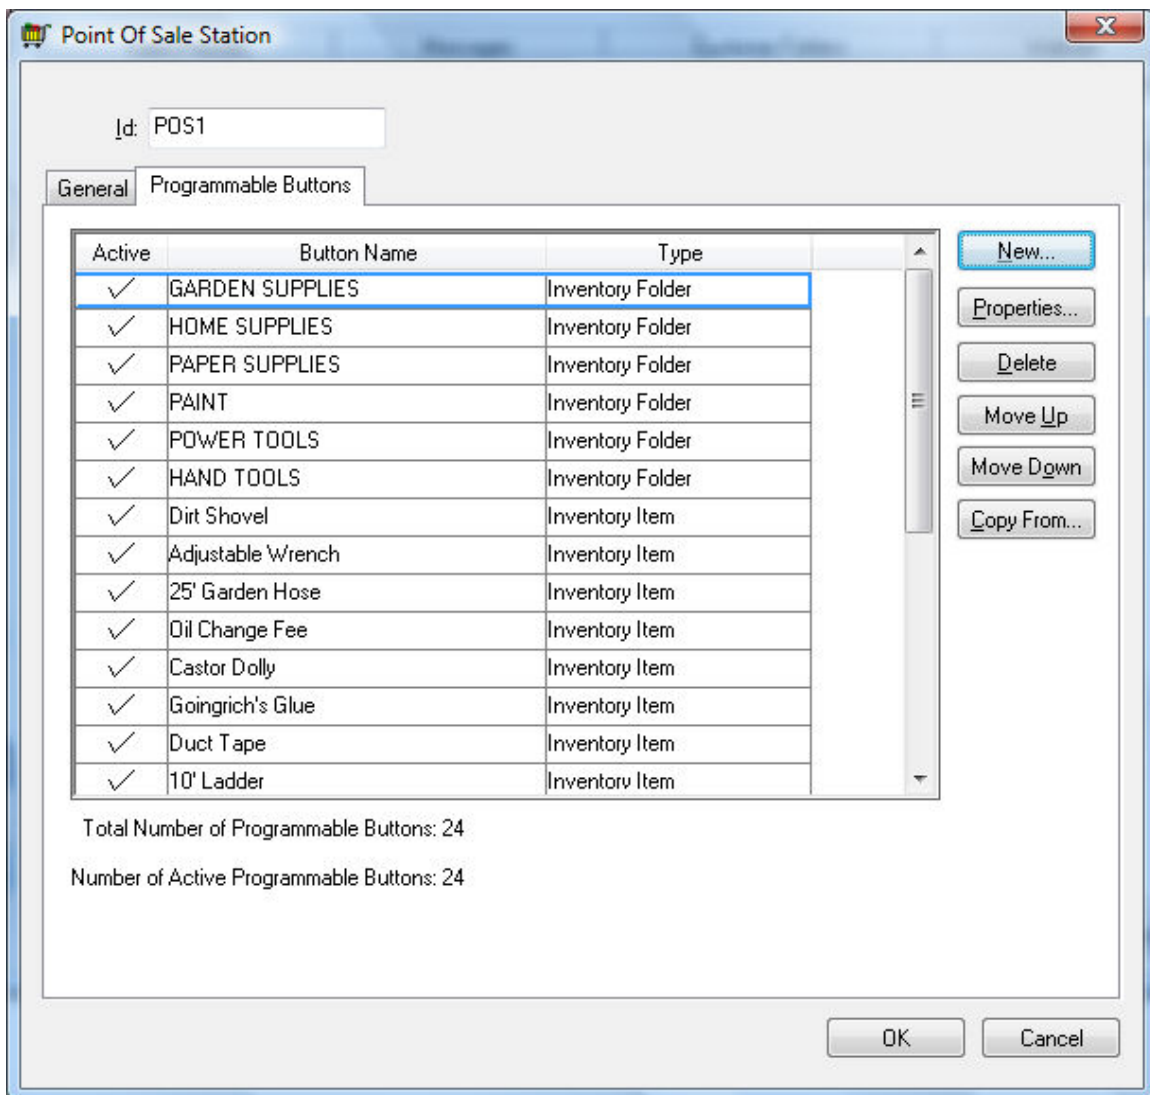 Point Of Sale Station
Id: POS1
General Programmable Buttons
Active Button Name Type
GARDEN SUPPLIES Inventory Folder
HOME SUPPLIES Inventory Folder
PAPER SUPPLIES Inventory Folder
PAINT Inventory Folder
POWER TOOLS Inventory Folder
HAND TOOLS Inventory Folder
Dirt Shovel Inventory Item
Adjustable Wrench Inventory Item
25' Garden Hose Inventory Item
Oil Change Fee Inventory Item
Castor Dolly Inventory Item
Goingrich's Glue Inventory Item
Duct Tape Inventory Item
10' Ladder Inventory Item
New...
Properties...
Delete
Move Up
Move Down
Copy From...
Total Number of Programmable Buttons: 24
Number of Active Programmable Buttons: 24
OK Cancel